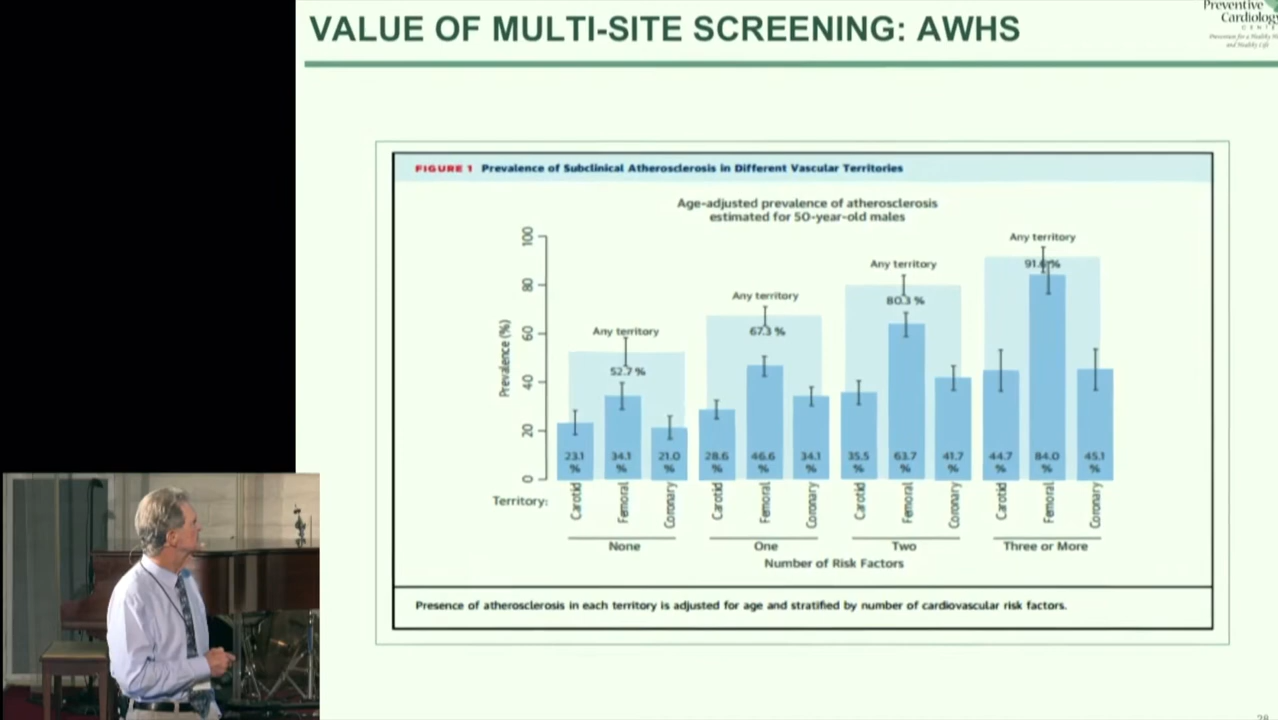 VALUE OF MULTI-SITE SCREENING: AWHS
Preventive
Cardiology
FIGURE 1 Prevalence of Subclinical Atherosclerosis in Different Vascular Territories
Age-adjusted prevalence of atherosclerosis
estimated for 50-year-old males
Prevalence (%)
100
80
60
40
20
0
Any territory
52.7 %
Any territory
67.3 %
Any territory
80.3 %
Any territory
23.1 %
34.1 %
21.0 %
28.6 %
46.6 %
34.1 %
35.5 %
63.7 %
41.7 %
44.7 %
84.0 %
45.1 %
Territory:
Carotid
Femoral
Coronary
Carotid
Femoral
Coronary
Carotid
Femoral
Coronary
Carotid
Femoral
Coronary
None
One
Two
Three or More
Number of Risk Factors
Presence of atherosclerosis in each territory is adjusted for age and stratified by number of cardiovascular risk factors.